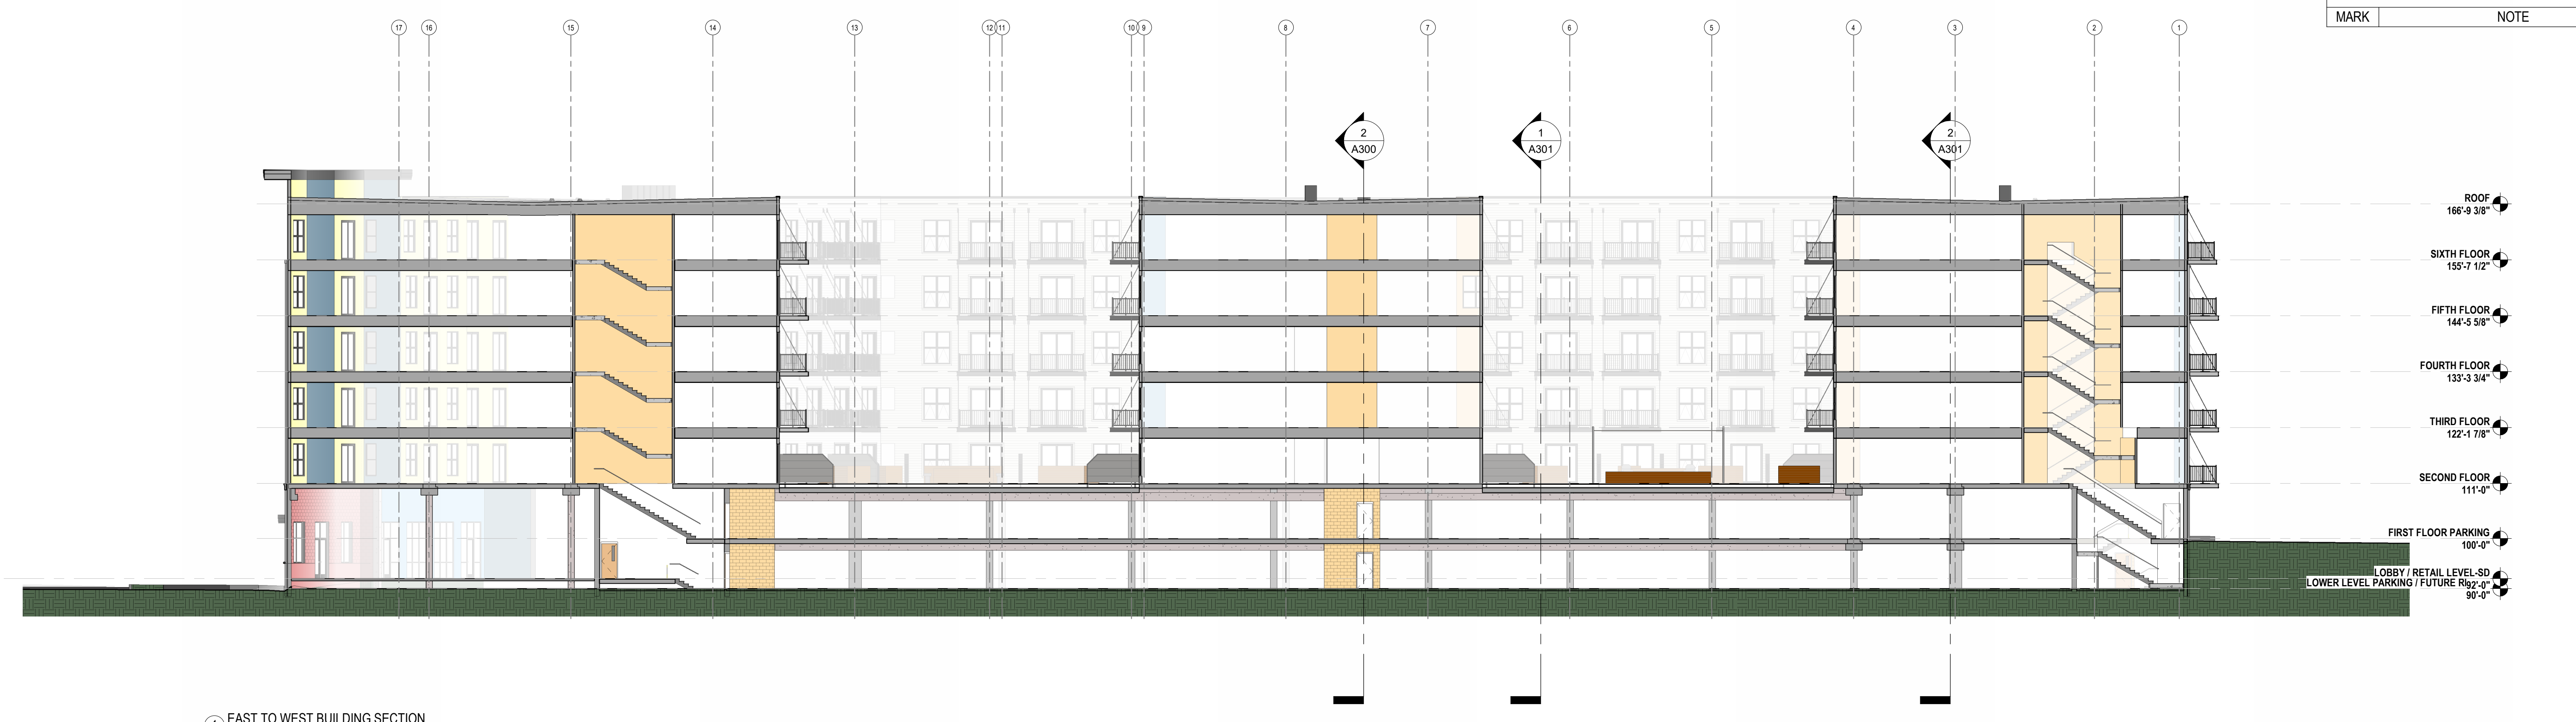 MARK NOTE
17 16 15 14 13 12 11 10 9 8 7 6 5 4 3 2 1
2
A300
1
A301
2
A301
ROOF
166'-9 3/8"
SIXTH FLOOR
155'-7 1/2"
FIFTH FLOOR
144'-5 5/8"
FOURTH FLOOR
133'-3 3/4"
THIRD FLOOR
122'-1 7/8"
SECOND FLOOR
111'-0"
FIRST FLOOR PARKING
100'-0"
LOBBY / RETAIL LEVEL-SD
92'-0"
LOWER LEVEL PARKING / FUTURE
90'-0"
EAST TO WEST BUILDING SECTION